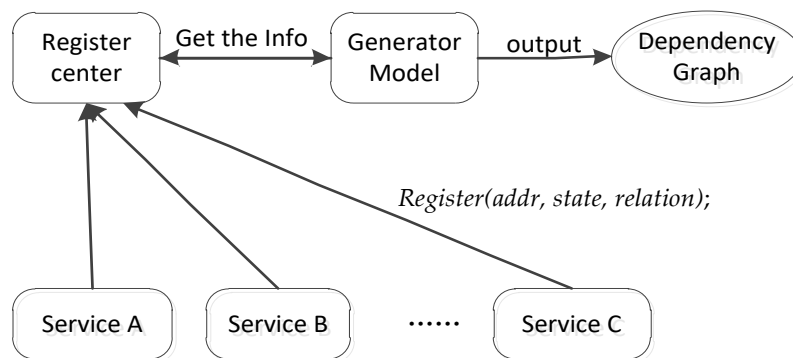 Register
center
Get the Info
Generator
Model
output
Dependency
Graph
Register(addr, state, relation);
Service A
Service B
……
Service C